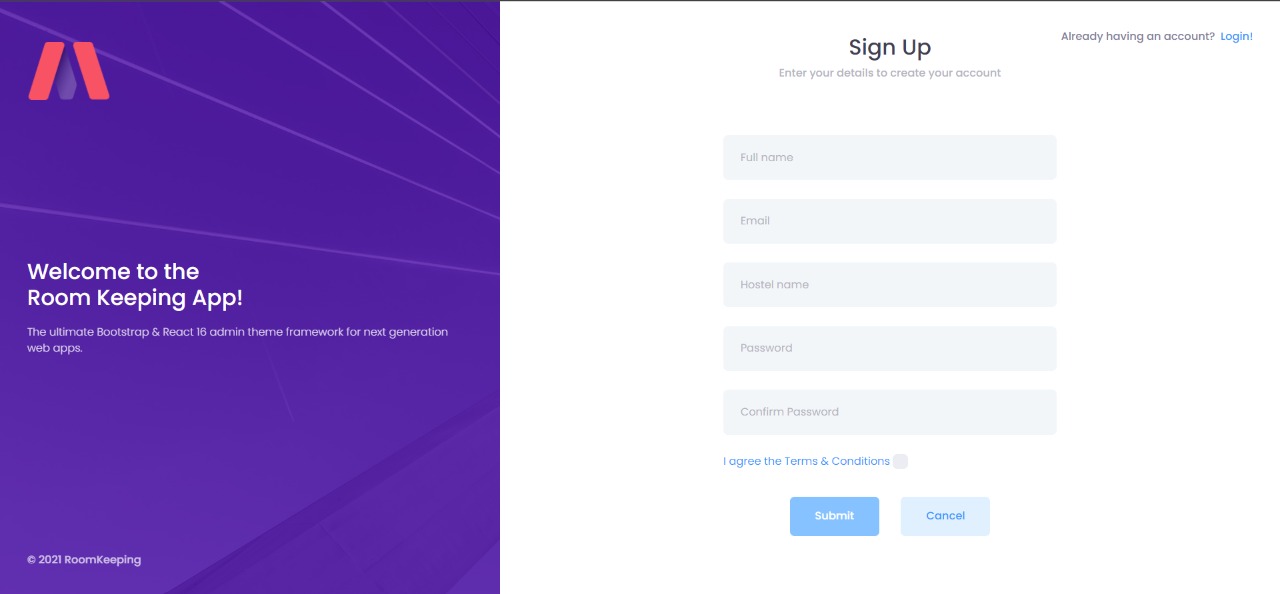 Welcome to the
Room Keeping App!
The ultimate Bootstrap & React 16 admin theme framework for next generation
web apps.
© 2021 RoomKeeping
Already having an account? Login!
Sign Up
Enter your details to create your account
Full name
Email
Hostel name
Password
Confirm Password
I agree the Terms & Conditions
Submit
Cancel